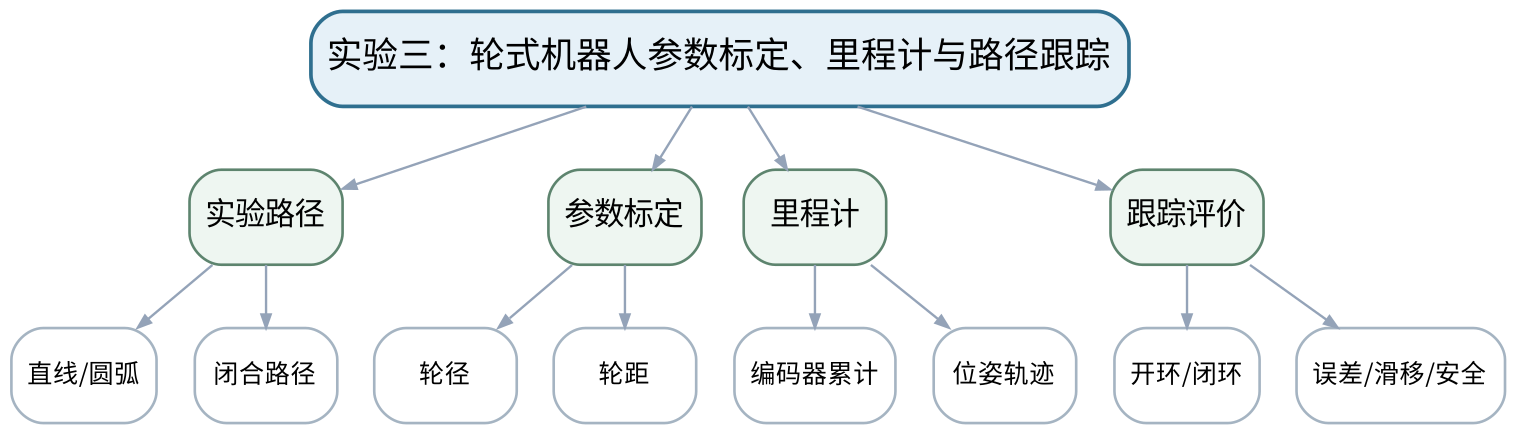 实验三：轮式机器人参数标定、里程计与路径跟踪
实验路径
参数标定
里程计
跟踪评价
直线/圆弧
闭合路径
轮径
轮距
编码器累计
位姿轨迹
开环/闭环
误差/滑移/安全